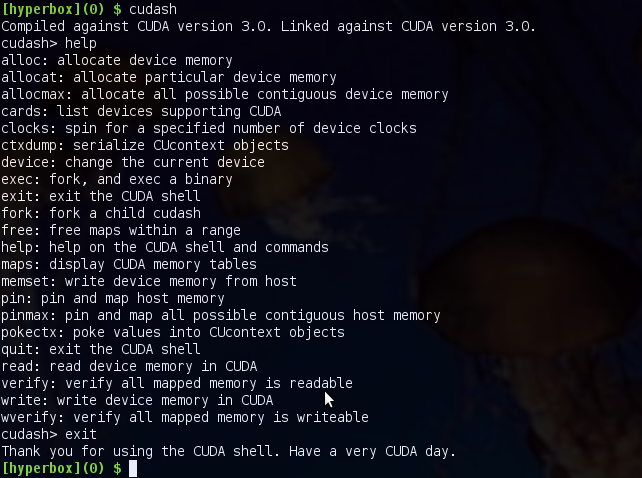 [hyperbox](0) $ cudash
Compiled against CUDA version 3.0. Linked against CUDA version 3.0.
cudash> help
alloc: allocate device memory
allocat: allocate particular device memory
allocmax: allocate all possible contiguous device memory
cards: list devices supporting CUDA
clocks: spin for a specified number of device clocks
ctxdump: serialize CUcontext objects
device: change the current device
exec: fork, and exec a binary
exit: exit the CUDA shell
fork: fork a child cudash
free: free maps within a range
help: help on the CUDA shell and commands
maps: display CUDA memory tables
memset: write device memory from host
pin: pin and map host memory
pinmax: pin and map all possible contiguous host memory
pokectx: poke values into CUcontext objects
quit: exit the CUDA shell
read: read device memory in CUDA
verify: verify all mapped memory is readable
write: write device memory in CUDA
wverify: verify all mapped memory is writeable
cudash> exit
Thank you for using the CUDA shell. Have a very CUDA day.
[hyperbox](0) $